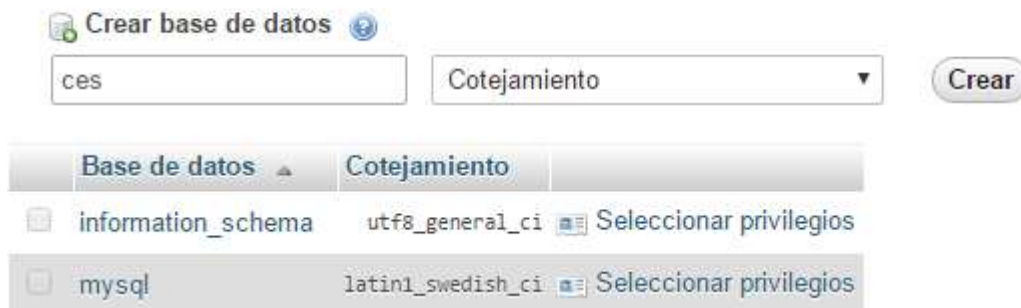 Crear base de datos
ces Cotejamiento Crear
Base de datos Cotejamiento
information_schema utf8_general_ci Seleccionar privilegios
mysql latin1_swedish_ci Seleccionar privilegios